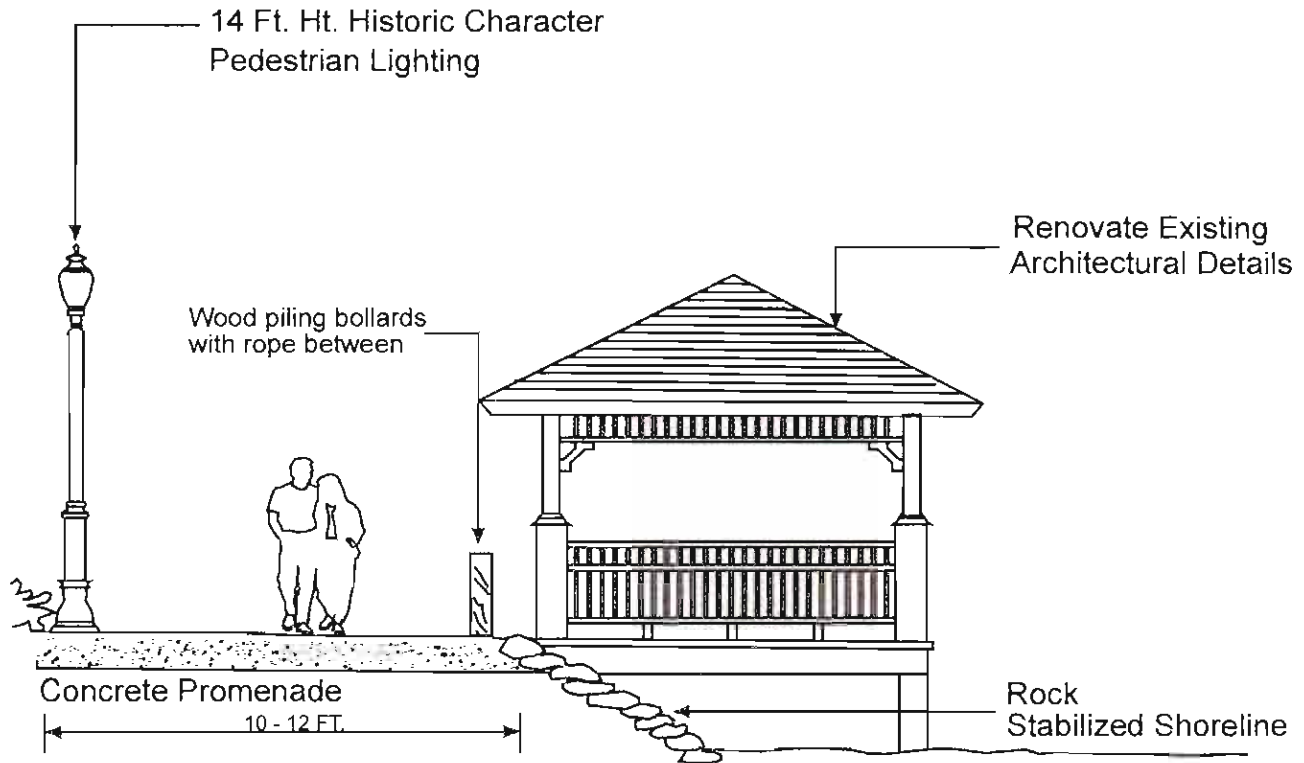 14 Ft. Ht. Historic Character
Pedestrian Lighting
Renovate Existing
Architectural Details
Wood piling bollards
with rope between
Concrete Promenade
10 - 12 FT.
Rock
Stabilized Shoreline